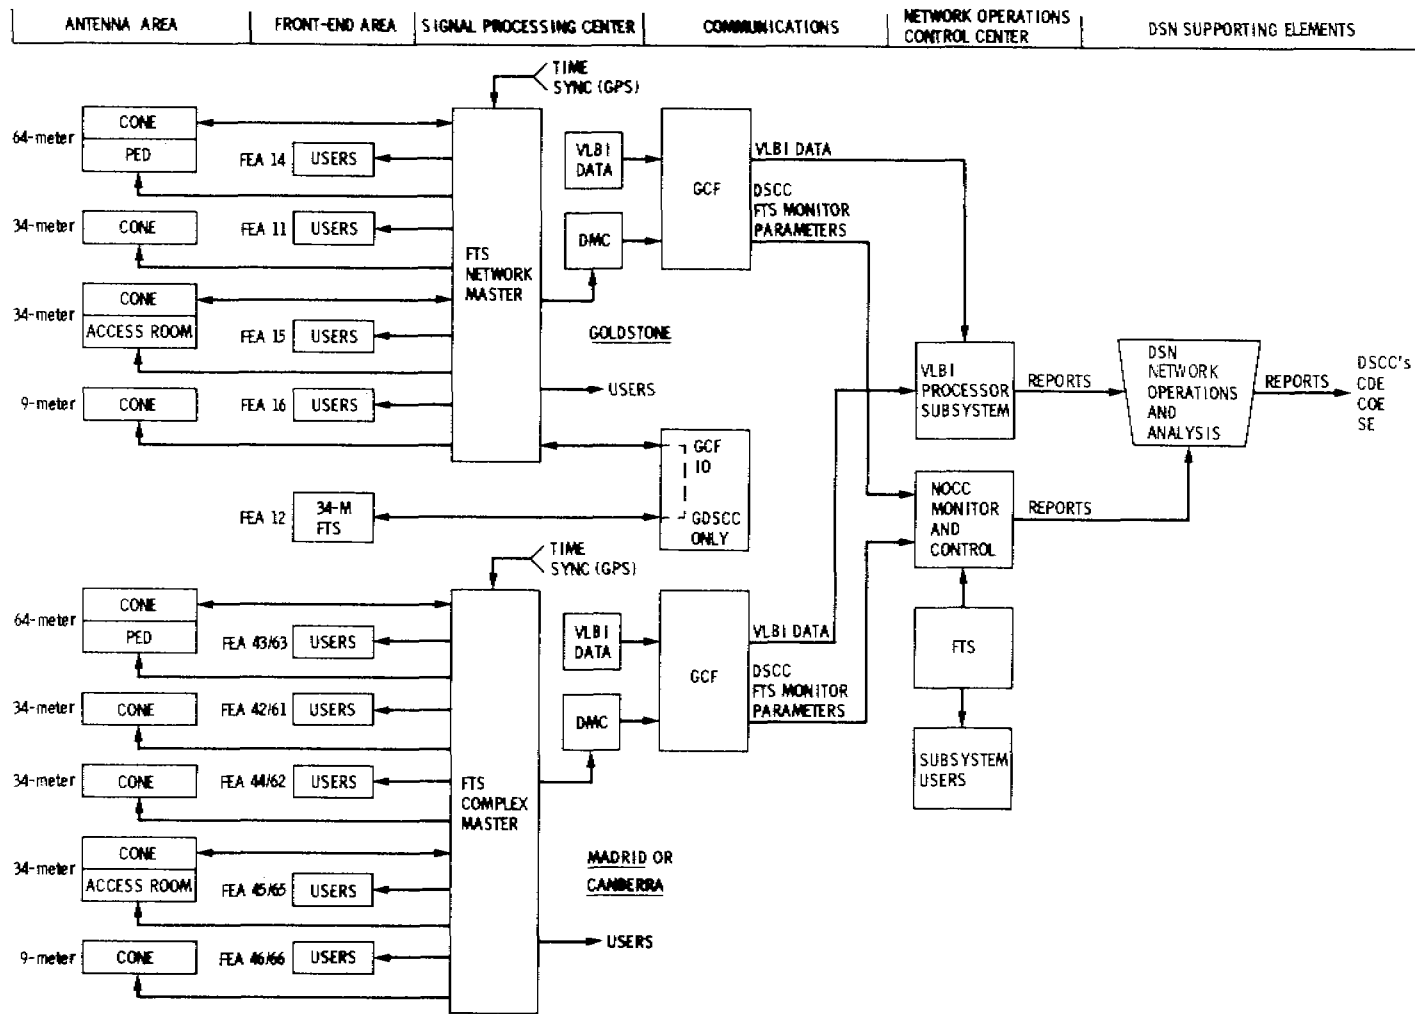 ANTENNA AREA
FRONT-END AREA
SIGNAL PROCESSING CENTER
COMMUNICATIONS
NETWORK OPERATIONS
CONTROL CENTER
DSN SUPPORTING ELEMENTS
TIME
SYNC (GPS)
64-meter
CONE
PED
FEA 14
USERS
34-meter
CONE
FEA 11
USERS
34-meter
CONE
ACCESS ROOM
FEA 15
USERS
9-meter
CONE
FEA 16
USERS
FEA 12
34-M
FTS
FTS
NETWORK
MASTER
VLBI
DATA
DMC
GOLDSTONE
USERS
GCF
GCF
10
GDSCC
ONLY
VLBI DATA
DSCC
FTS MONITOR
PARAMETERS
VLBI
PROCESSOR
SUBSYSTEM
REPORTS
DSN
NETWORK
OPERATIONS
AND
ANALYSIS
REPORTS
DSCC's
CDE
COE
SE
NOCC
MONITOR
AND
CONTROL
REPORTS
FTS
SUBSYSTEM
USERS
TIME
SYNC (GPS)
64-meter
CONE
PED
FEA 43/63
USERS
34-meter
CONE
FEA 42/61
USERS
34-meter
CONE
FEA 44/62
USERS
34-meter
CONE
ACCESS ROOM
FEA 45/65
USERS
9-meter
CONE
FEA 46/66
USERS
FTS
COMPLEX
MASTER
VLBI
DATA
DMC
MADRID OR
CANBERRA
USERS
GCF
VLBI DATA
DSCC
FTS MONITOR
PARAMETERS